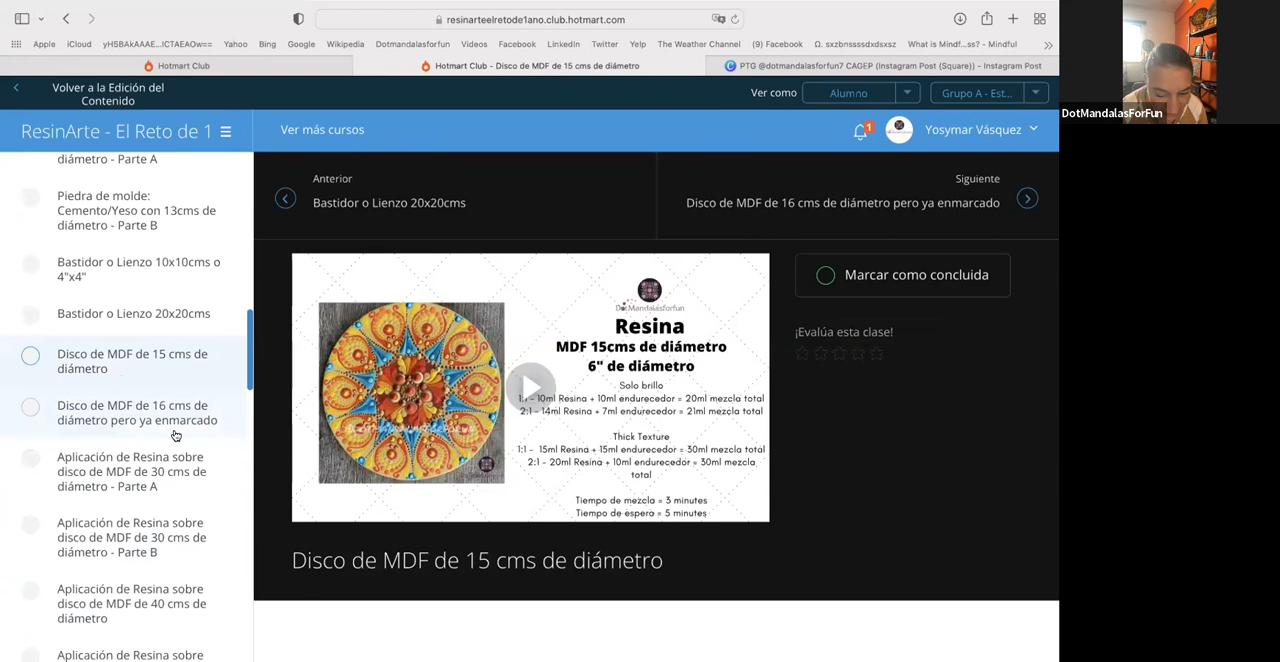 resinarteelretode1ano.club.hotmart.com
Apple iCloud yH5BAkAAAE...ICTAEAOw== Yahoo Bing Google Wikipedia Dotmandalasforfun Videos Facebook LinkedIn Twitter Yelp The Weather Channel (9) Facebook Ω. sxzbnssssdxdsxsz What is Mindf...ss? - Mindful
Hotmart Club
Hotmart Club - Disco de MDF de 15 cms de diámetro
PTG @dotmandalasforfun7 CAGEP (Instagram Post (Square)) – Instagram Post
Volver a la Edición del
Contenido
Ver como
Alumno
Grupo A - Est...
ResinArte - El Reto de 1
Ver más cursos
1
Yosymar Vásquez
diámetro - Parte A
Piedra de molde:
Cemento/Yeso con 13cms de
diámetro - Parte B
Bastidor o Lienzo 10x10cms o
4"x4"
Bastidor o Lienzo 20x20cms
Disco de MDF de 15 cms de
diámetro
Disco de MDF de 16 cms de
diámetro pero ya enmarcado
Aplicación de Resina sobre
disco de MDF de 30 cms de
diámetro - Parte A
Aplicación de Resina sobre
disco de MDF de 30 cms de
diámetro - Parte B
Aplicación de Resina sobre
disco de MDF de 40 cms de
diámetro
Aplicación de Resina sobre
Anterior
Bastidor o Lienzo 20x20cms
Siguiente
Disco de MDF de 16 cms de diámetro pero ya enmarcado
DotMandalasforfun
Resina
MDF 15cms de diámetro
6" de diámetro
Solo brillo
1:1 - 10ml Resina + 10ml endurecedor = 20ml mezcla total
2:1 - 14ml Resina + 7ml endurecedor = 21ml mezcla total
Thick Texture
1:1 - 15ml Resina + 15ml endurecedor = 30ml mezcla total
2:1 - 20ml Resina + 10ml endurecedor = 30ml mezcla
total
Tiempo de mezcla = 3 minutes
Tiempo de espera = 5 minutes
Marcar como concluida
¡Evalúa esta clase!
Disco de MDF de 15 cms de diámetro
DotMandalasForFun